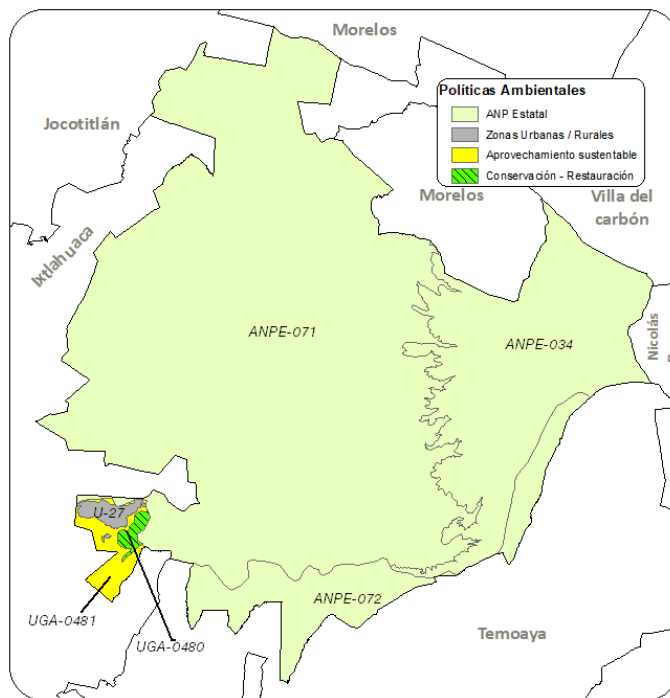 Morelos
Políticas Ambientales
ANP Estatal
Zonas Urbanas / Rurales
Aprovechamiento sustentable
Conservación - Restauración
Jocotitlán
Morelos
Villa del
carbón
Ixtlahuaca
Nicolás
ANPE-071
ANPE-034
U-27
ANPE-072
UGA-0481
UGA-0480
Temoaya